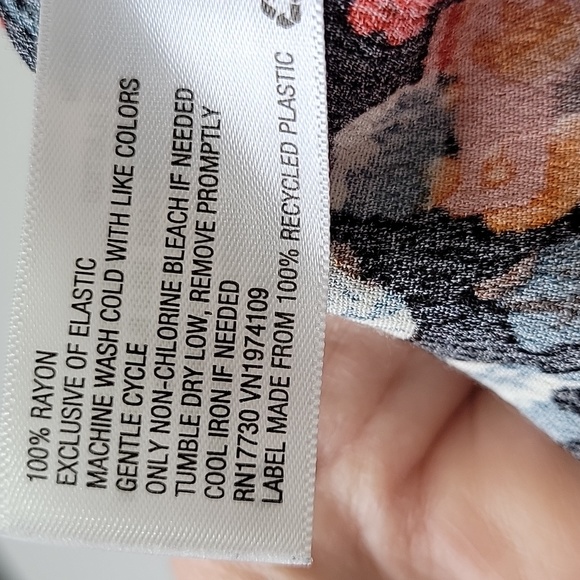 100% RAYON
EXCLUSIVE OF ELASTIC
MACHINE WASH COLD WITH LIKE COLORS
GENTLE CYCLE
ONLY NON-CHLORINE BLEACH IF NEEDED
TUMBLE DRY LOW, REMOVE PROMPTLY
COOL IRON IF NEEDED
RN17730 VN1974109
LABEL MADE FROM 100% RECYCLED PLASTIC